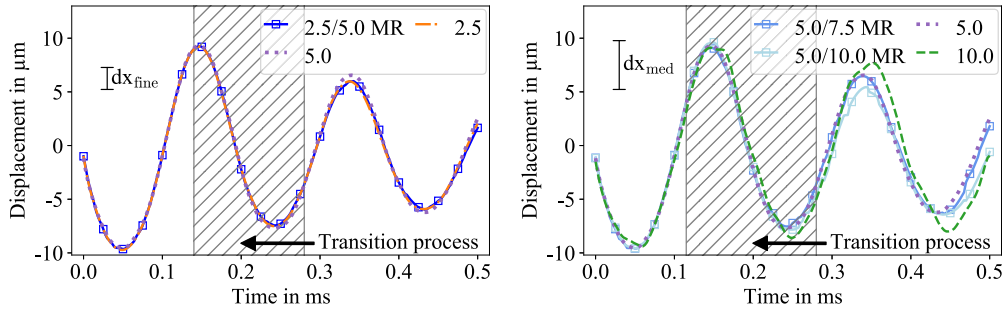 2.5/5.0 MR
2.5
5.0
dx_fine
Transition process
10
5
0
-5
-10
Displacement in μm
0.0 0.1 0.2 0.3 0.4 0.5
Time in ms
5.0/7.5 MR
5.0
5.0/10.0 MR
10.0
dx_med
Transition process
10
5
0
-5
-10
Displacement in μm
0.0 0.1 0.2 0.3 0.4 0.5
Time in ms